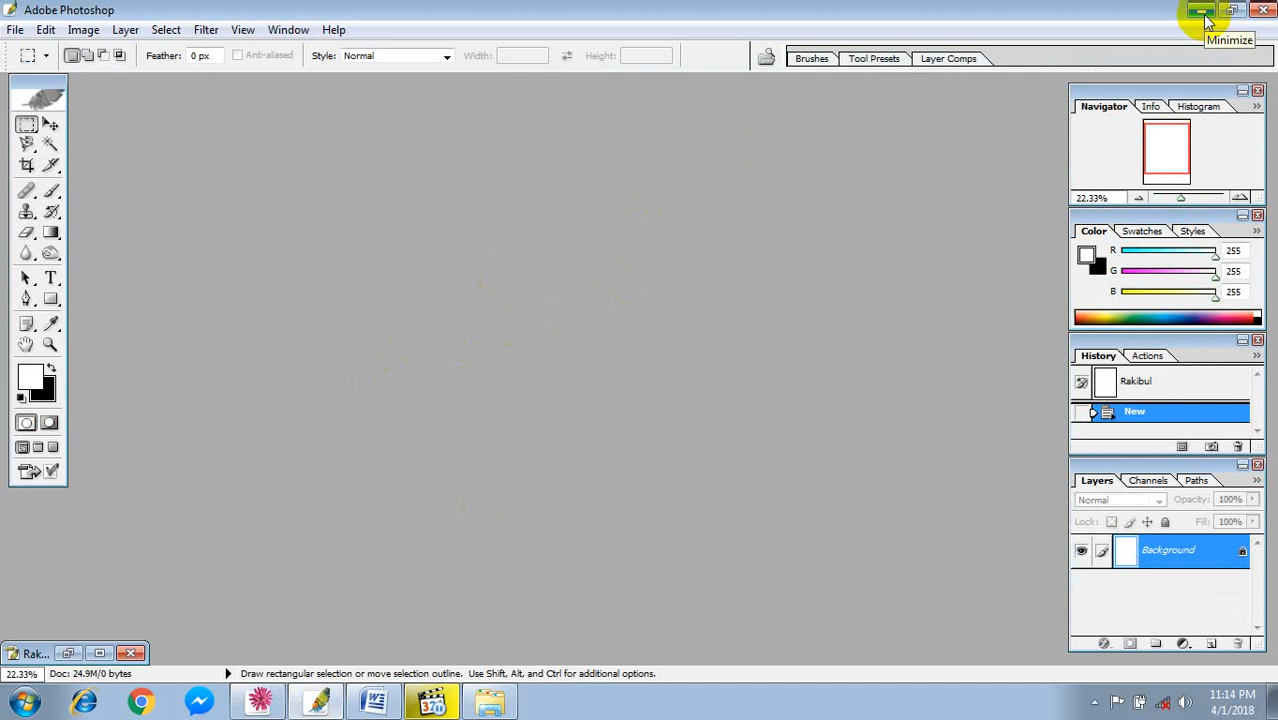 Adobe Photoshop
Minimize
File Edit Image Layer Select Filter View Window Help
Feather: 0 px Anti-aliased Style: Normal Width: Height: Brushes Tool Presets Layer Comps
Navigator Info Histogram
22.33%
Color Swatches Styles
R 255
G 255
B 255
History Actions
Rakibul
New
Layers Channels Paths
Normal Opacity: 100%
Lock: Fill: 100%
Background
Rak...
22.33% Doc: 24.9M/0 bytes Draw rectangular selection or move selection outline. Use Shift, Alt, and Ctrl for additional options.
11:14 PM
4/1/2018